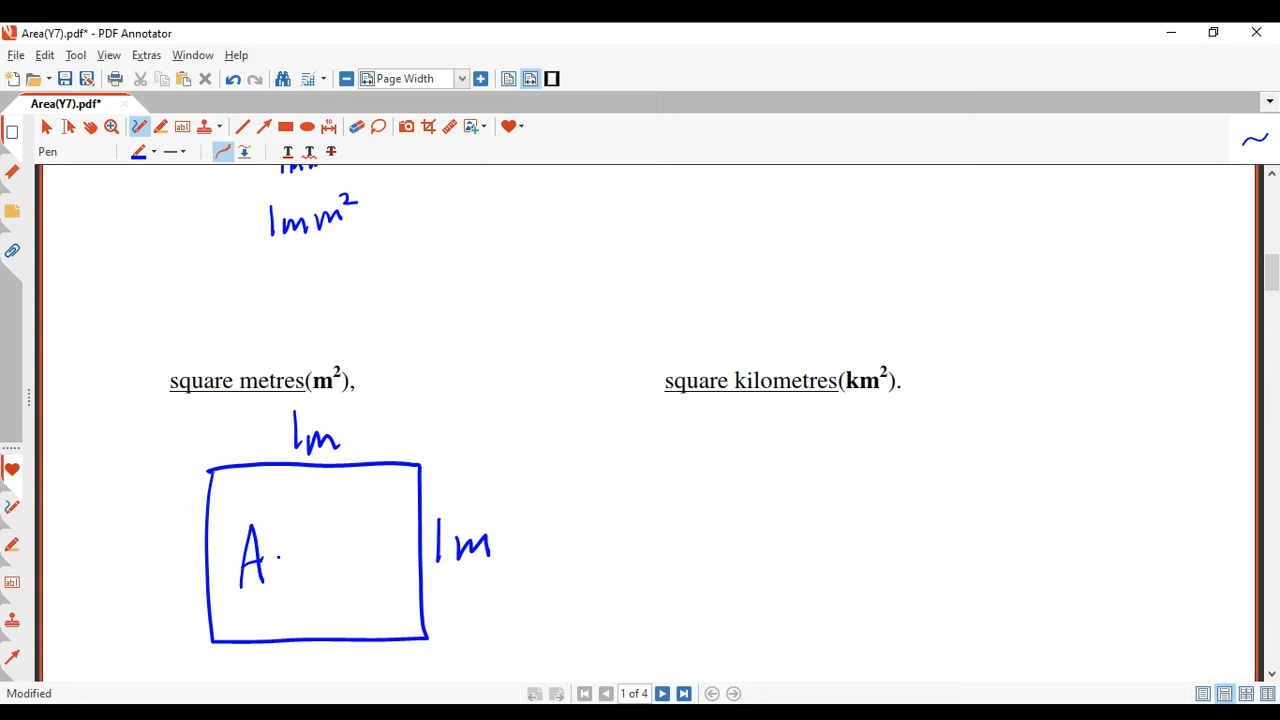 Area(Y7).pdf* - PDF Annotator
File Edit Tool View Extras Window Help
Page Width
Area(Y7).pdf*
Pen
1mm²
square metres(m²), square kilometres(km²).
1m
A
1m
Modified
1 of 4